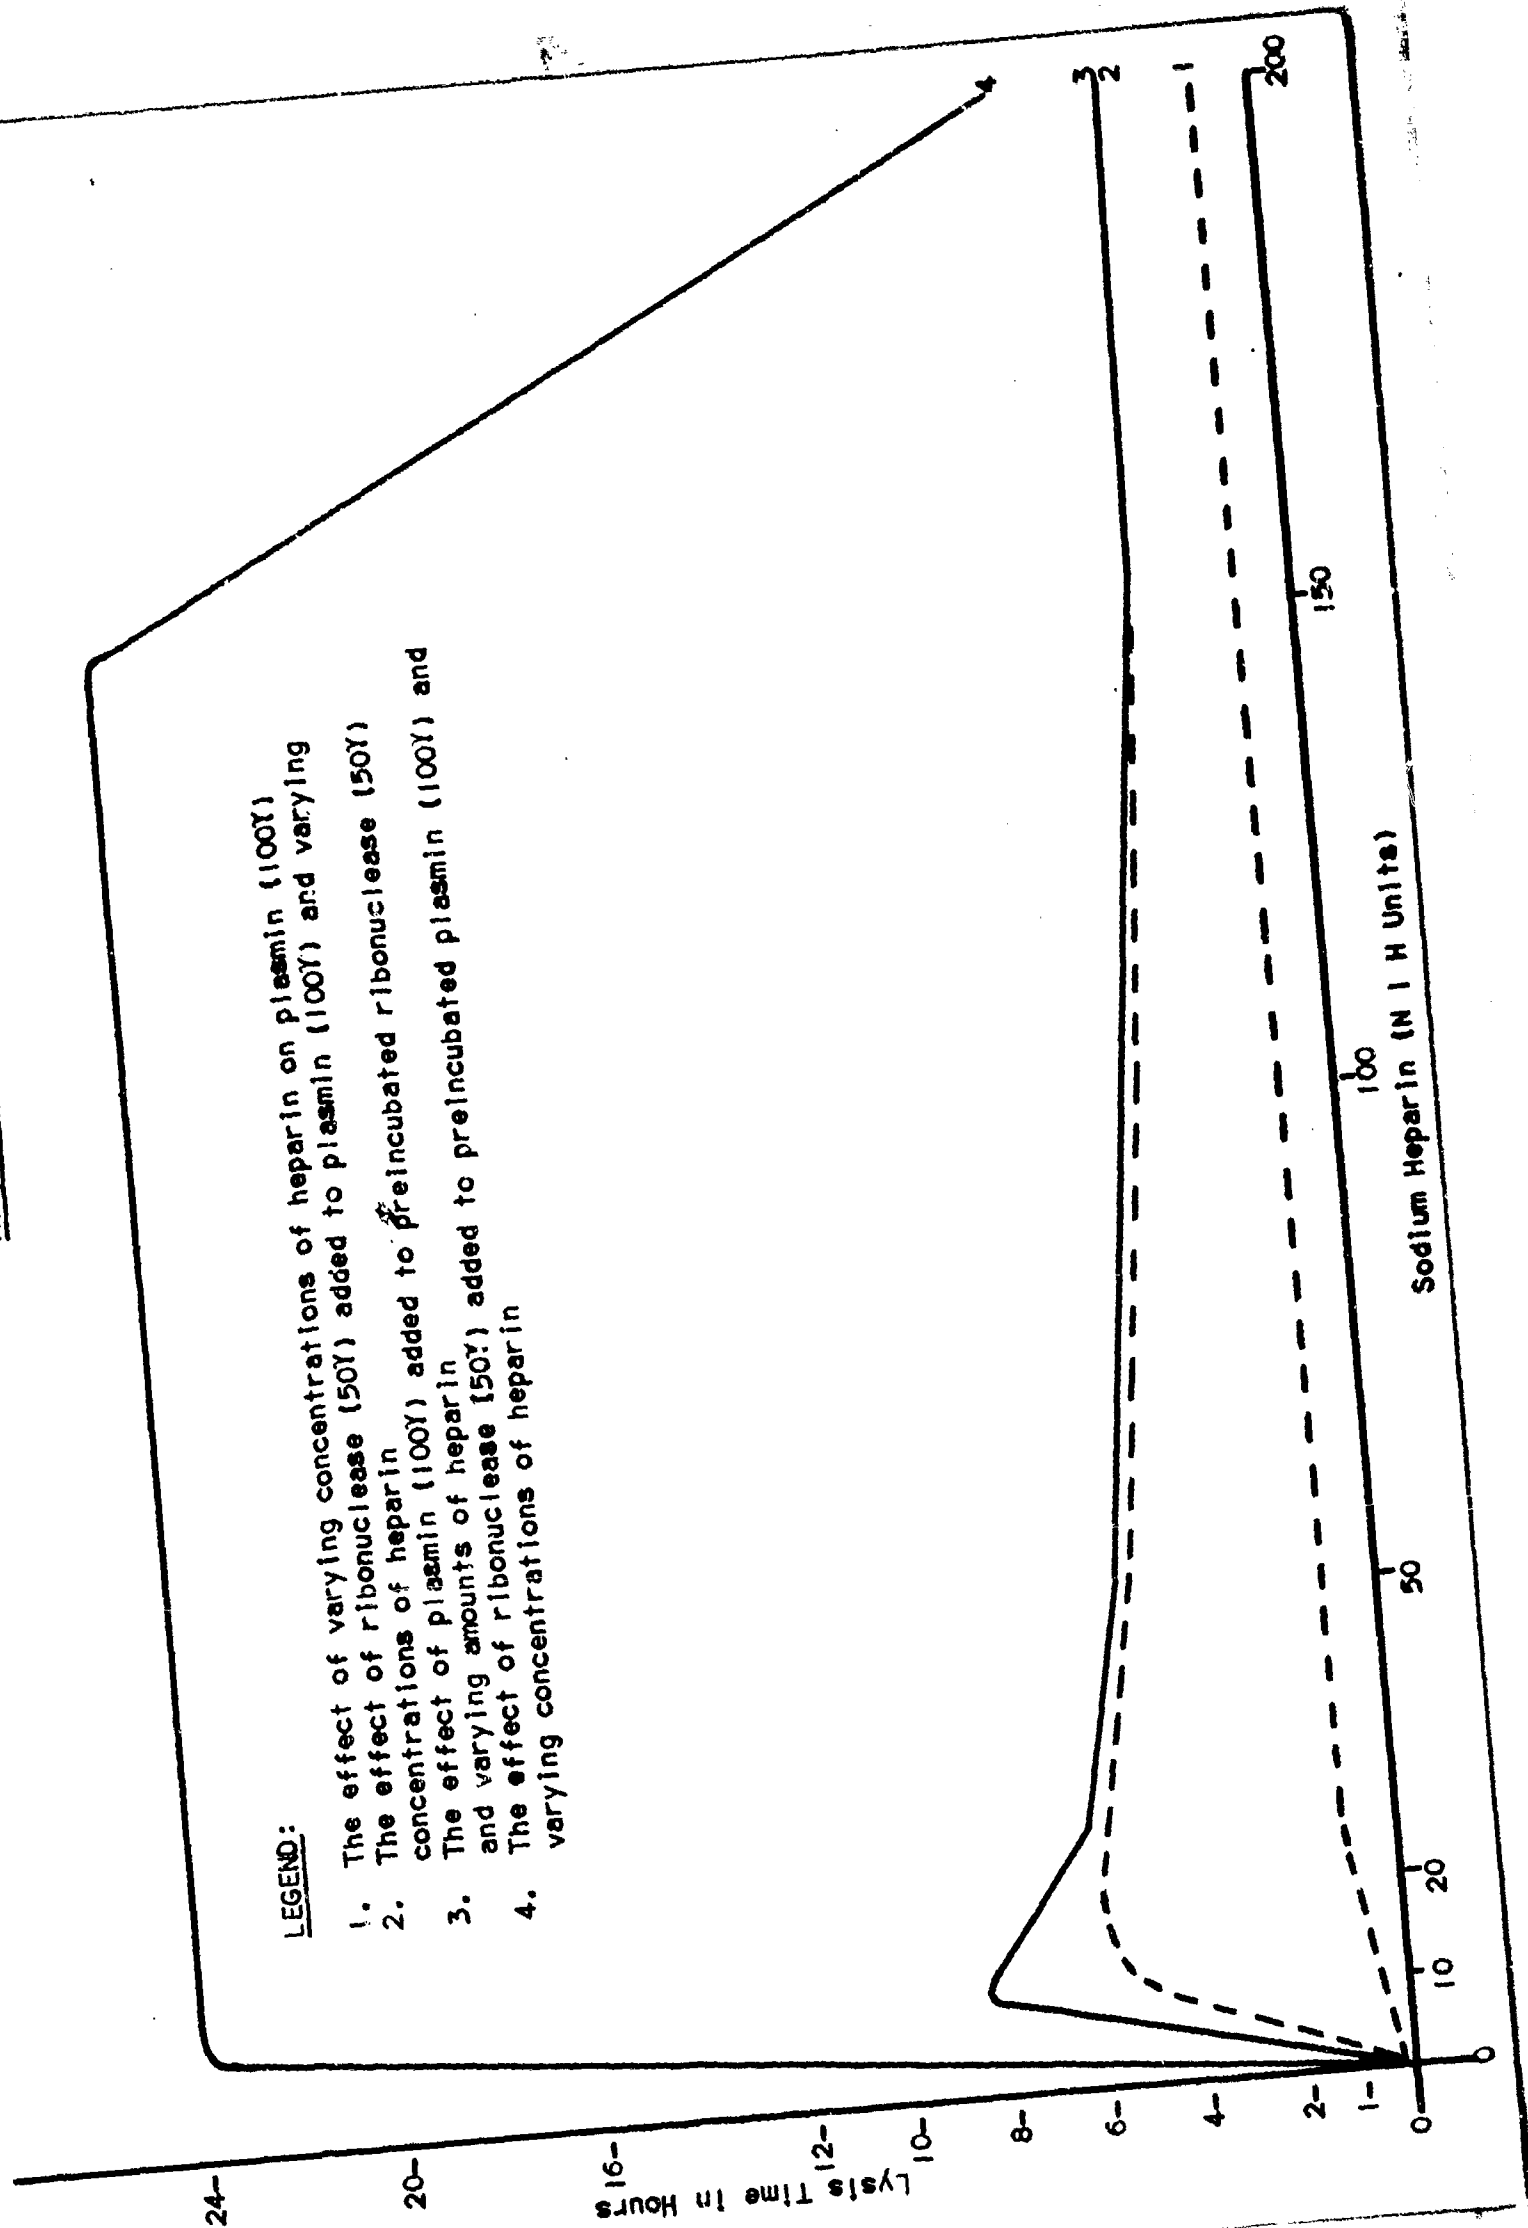 LEGEND:
1. The effect of varying concentrations of heparin on plasmin (100γ)
2. The effect of ribonuclease (50γ) added to plasmin (100γ) and varying
concentrations of heparin
3. The effect of plasmin (100γ) added to preincubated ribonuclease (50γ)
and varying amounts of heparin
4. The effect of ribonuclease (50γ) added to preincubated plasmin (100γ) and
varying concentrations of heparin
4
3
2
1
24-
20-
16-
12-
10-
8-
6-
4-
2-
1-
0-
Lysis Time in Hours
0
10
20
50
100
150
200
Sodium Heparin (N I H Units)